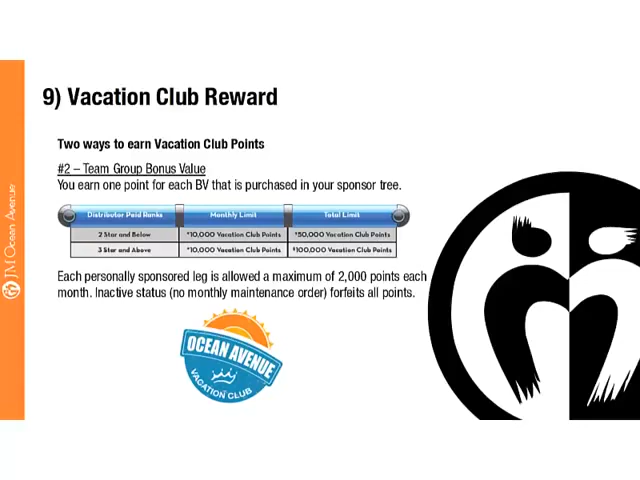 9) Vacation Club Reward
Two ways to earn Vacation Club Points
#2 – Team Group Bonus Value
You earn one point for each BV that is purchased in your sponsor tree.
Distributor Paid Ranks Monthly Limit Total Limit
2 Star and Below *10,000 Vacation Club Points *50,000 Vacation Club Points
3 Star and Above *10,000 Vacation Club Points *100,000 Vacation Club Points
Each personally sponsored leg is allowed a maximum of 2,000 points each
month. Inactive status (no monthly maintenance order) forfeits all points.
OCEAN AVENUE
VACATION CLUB
JM Ocean Avenue